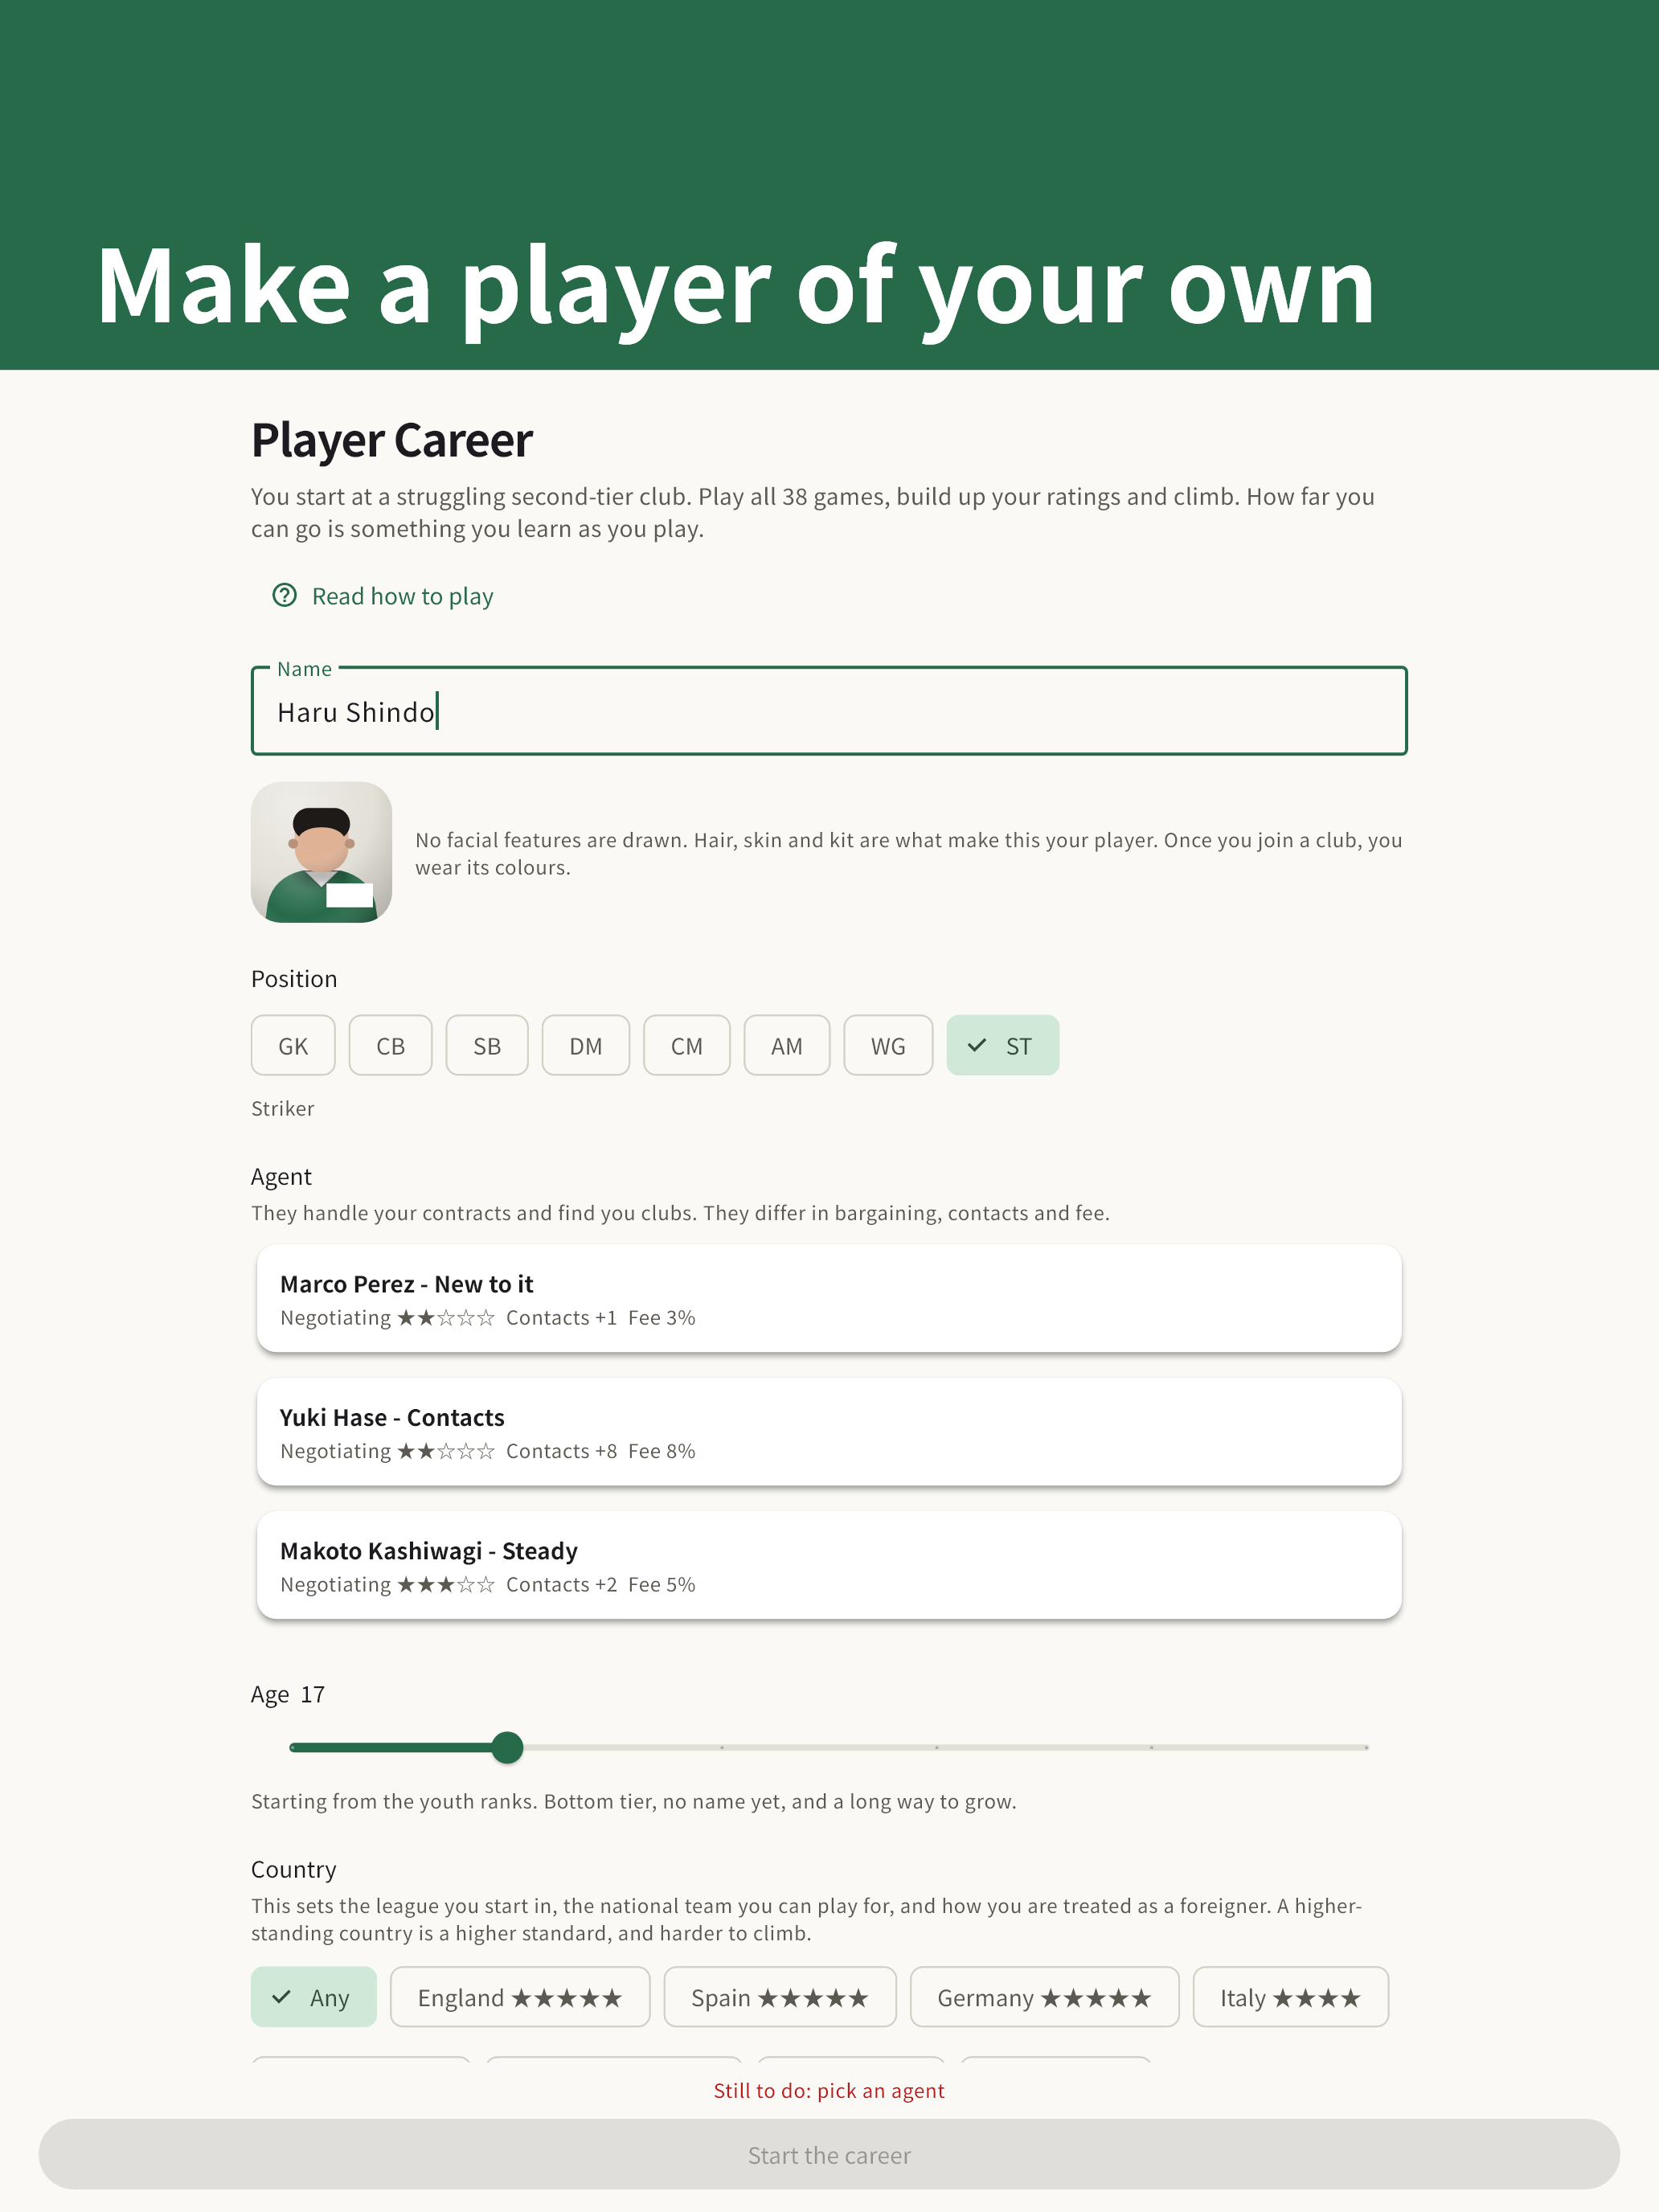 Make a player of your own
Player Career
You start at a struggling second-tier club. Play all 38 games, build up your ratings and climb. How far you
can go is something you learn as you play.
Read how to play
Name
Haru Shindo
No facial features are drawn. Hair, skin and kit are what make this your player. Once you join a club, you
wear its colours.
Position
GK CB SB DM CM AM WG ST
Striker
Agent
They handle your contracts and find you clubs. They differ in bargaining, contacts and fee.
Marco Perez - New to it
Negotiating ★★☆☆☆ Contacts +1 Fee 3%
Yuki Hase - Contacts
Negotiating ★★☆☆☆ Contacts +8 Fee 8%
Makoto Kashiwagi - Steady
Negotiating ★★★☆☆ Contacts +2 Fee 5%
Age 17
Starting from the youth ranks. Bottom tier, no name yet, and a long way to grow.
Country
This sets the league you start in, the national team you can play for, and how you are treated as a foreigner. A higher-
standing country is a higher standard, and harder to climb.
Any England ★★★★★ Spain ★★★★★ Germany ★★★★★ Italy ★★★★
Still to do: pick an agent
Start the career